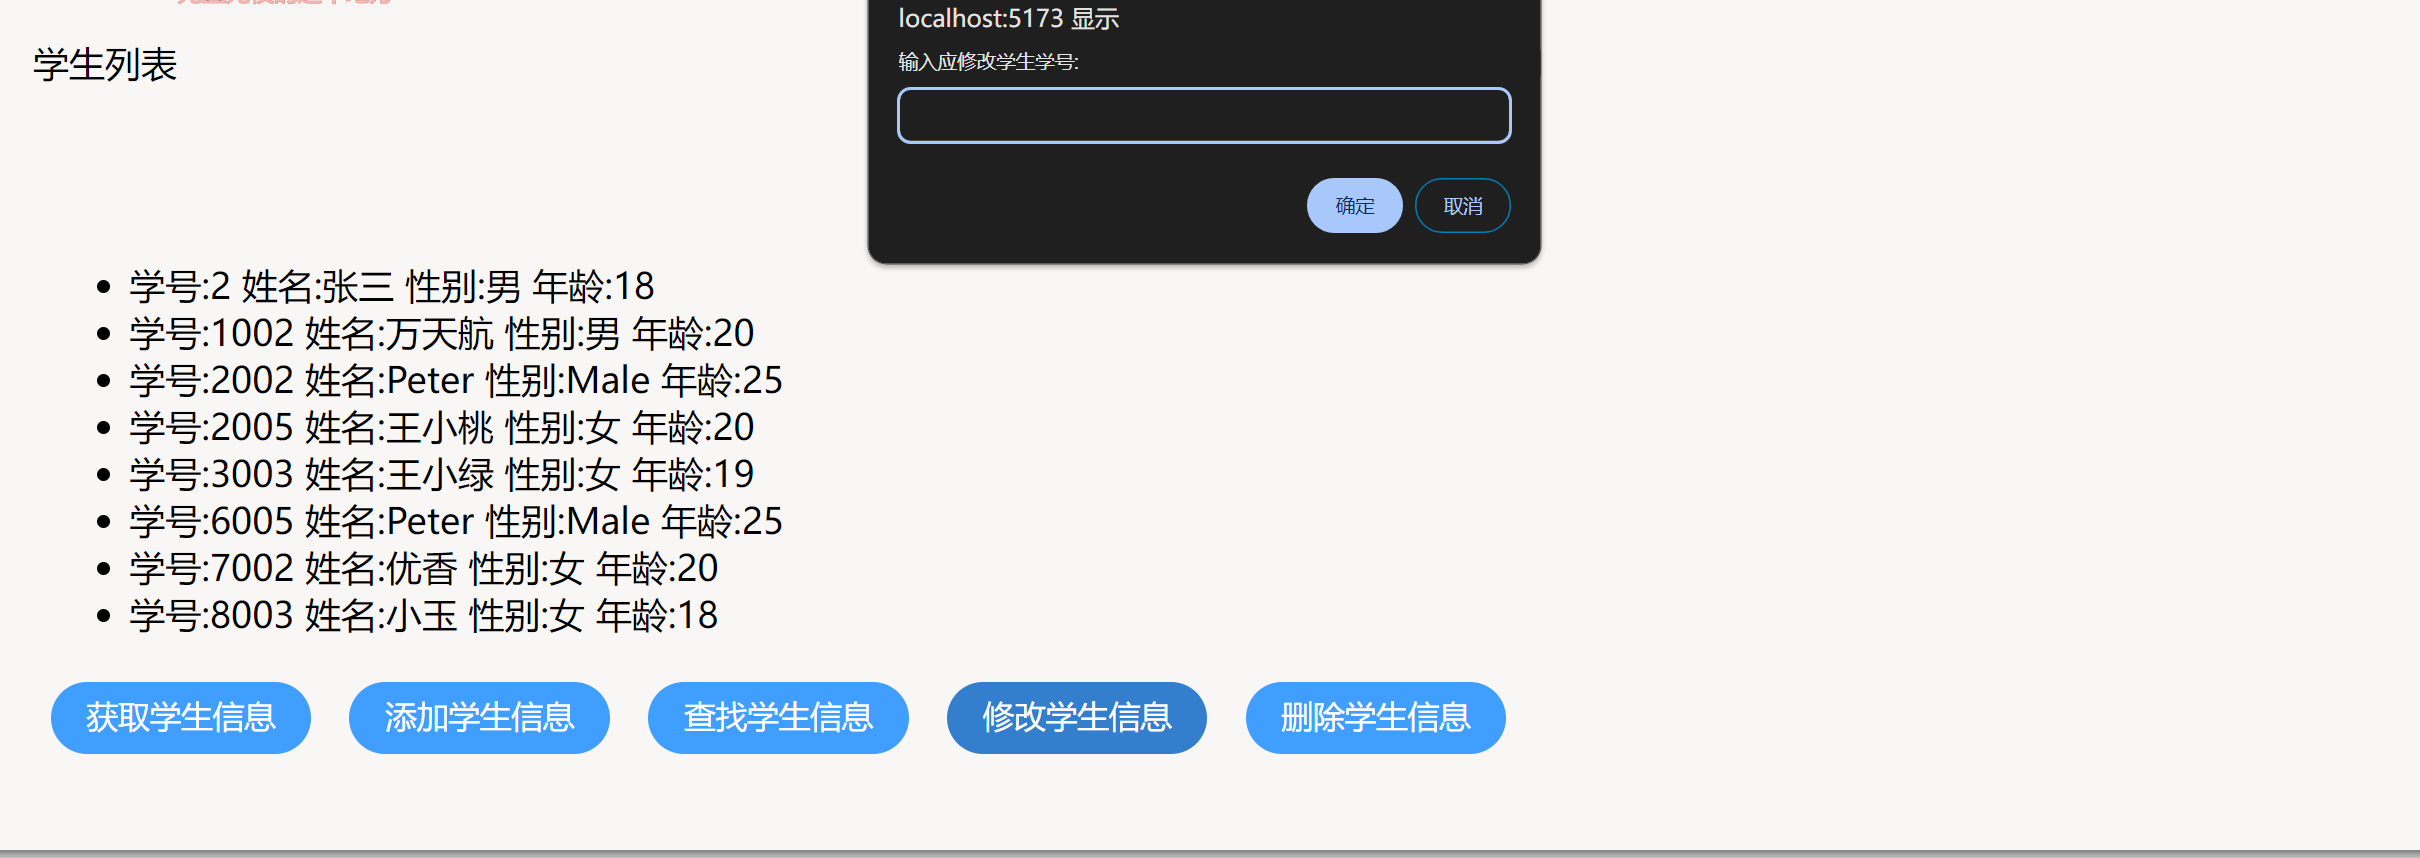 学生列表
localhost:5173 显示
输入应修改学生学号:
确定 取消
学号:2 姓名:张三 性别:男 年龄:18
学号:1002 姓名:万天航 性别:男 年龄:20
学号:2002 姓名:Peter 性别:Male 年龄:25
学号:2005 姓名:王小桃 性别:女 年龄:20
学号:3003 姓名:王小绿 性别:女 年龄:19
学号:6005 姓名:Peter 性别:Male 年龄:25
学号:7002 姓名:优香 性别:女 年龄:20
学号:8003 姓名:小玉 性别:女 年龄:18
获取学生信息 添加学生信息 查找学生信息 修改学生信息 删除学生信息